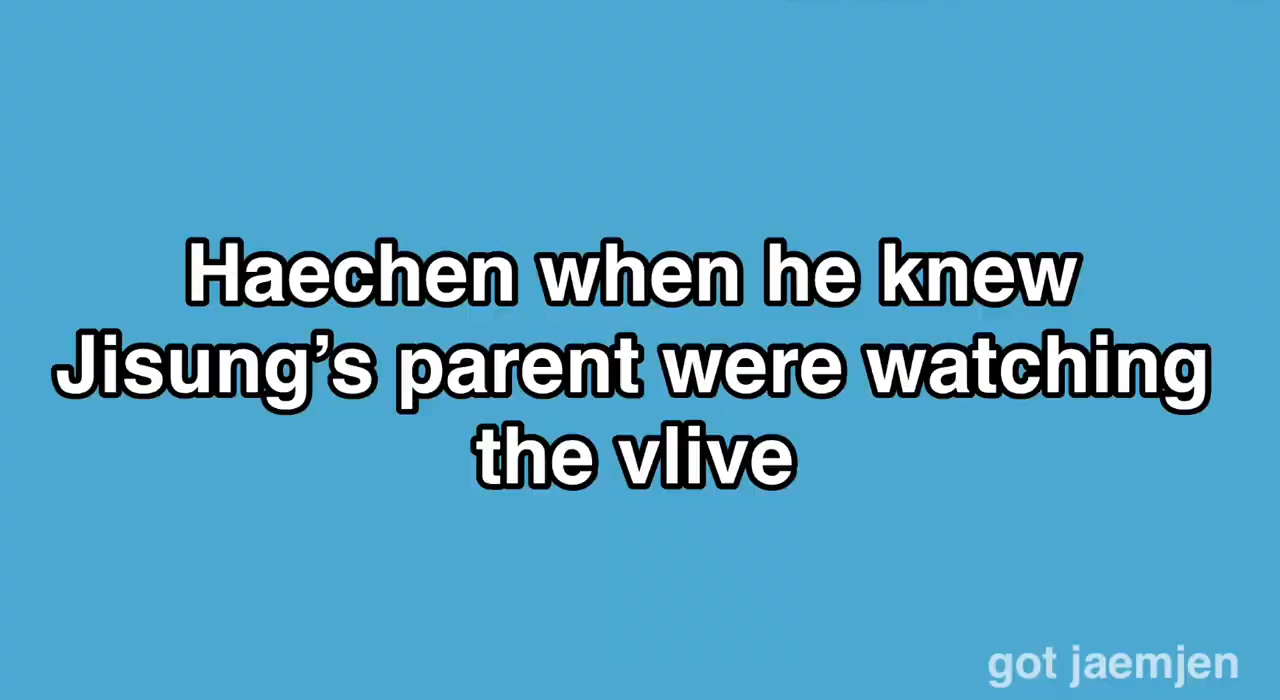 Haechen when he knew
Jisung’s parent were watching
the vlive
got jaemjen